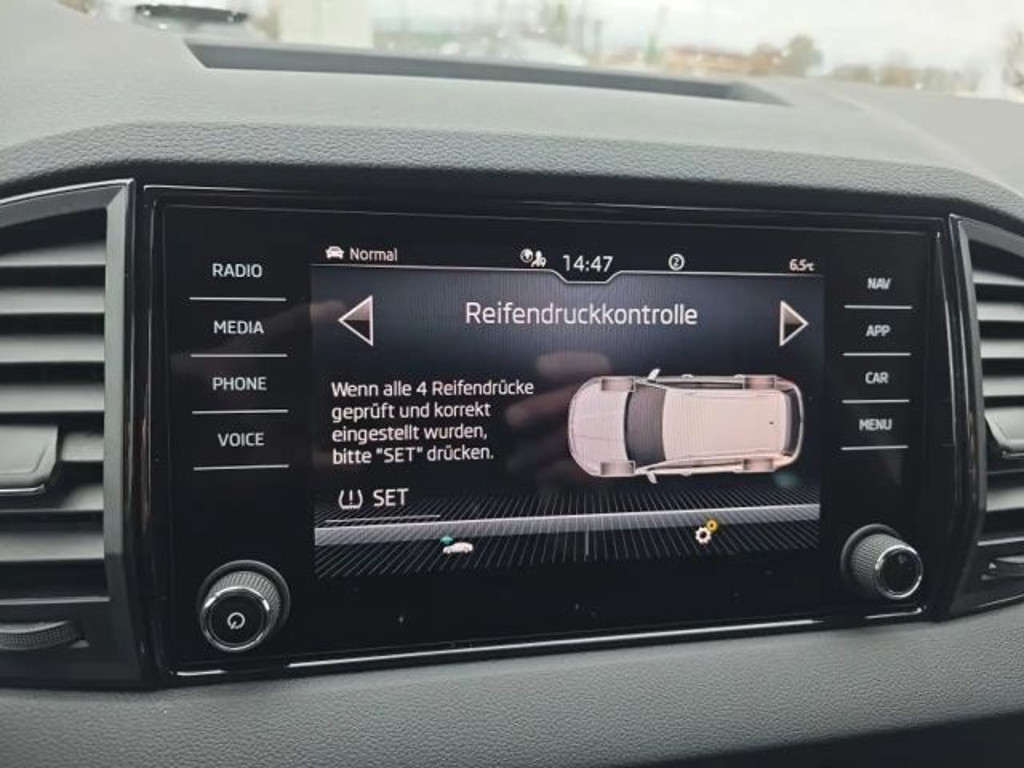 Normal
14:47
2
6.5°C
RADIO
MEDIA
PHONE
VOICE
Reifendruckkontrolle
Wenn alle 4 Reifendrücke
geprüft und korrekt
eingestellt wurden,
bitte "SET" drücken.
(!) SET
NAV
APP
CAR
MENU